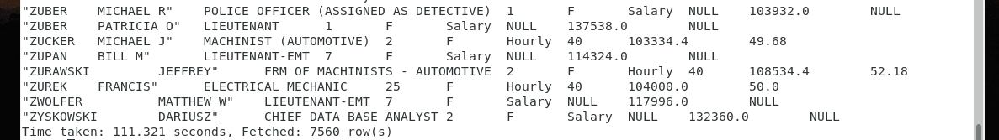 "ZUBER MICHAEL R" POLICE OFFICER (ASSIGNED AS DETECTIVE) 1 F Salary NULL 103932.0 NULL
"ZUBER PATRICIA O" LIEUTENANT 1 F Salary NULL 137538.0 NULL
"ZUCKER MICHAEL J" MACHINIST (AUTOMOTIVE) 2 F Hourly 40 103334.4 49.68
"ZUPAN BILL M" LIEUTENANT-EMT 7 F Salary NULL 114324.0 NULL
"ZURAWSKI JEFFREY" FRM OF MACHINISTS - AUTOMOTIVE 2 F Hourly 40 108534.4 52.18
"ZUREK FRANCIS" ELECTRICAL MECHANIC 25 F Hourly 40 104000.0 50.0
"ZWOLFER MATTHEW W" LIEUTENANT-EMT 7 F Salary NULL 117996.0 NULL
"ZYSKOWSKI DARIUSZ" CHIEF DATA BASE ANALYST 2 F Salary NULL 132360.0 NULL
Time taken: 111.321 seconds, Fetched: 7560 row(s)